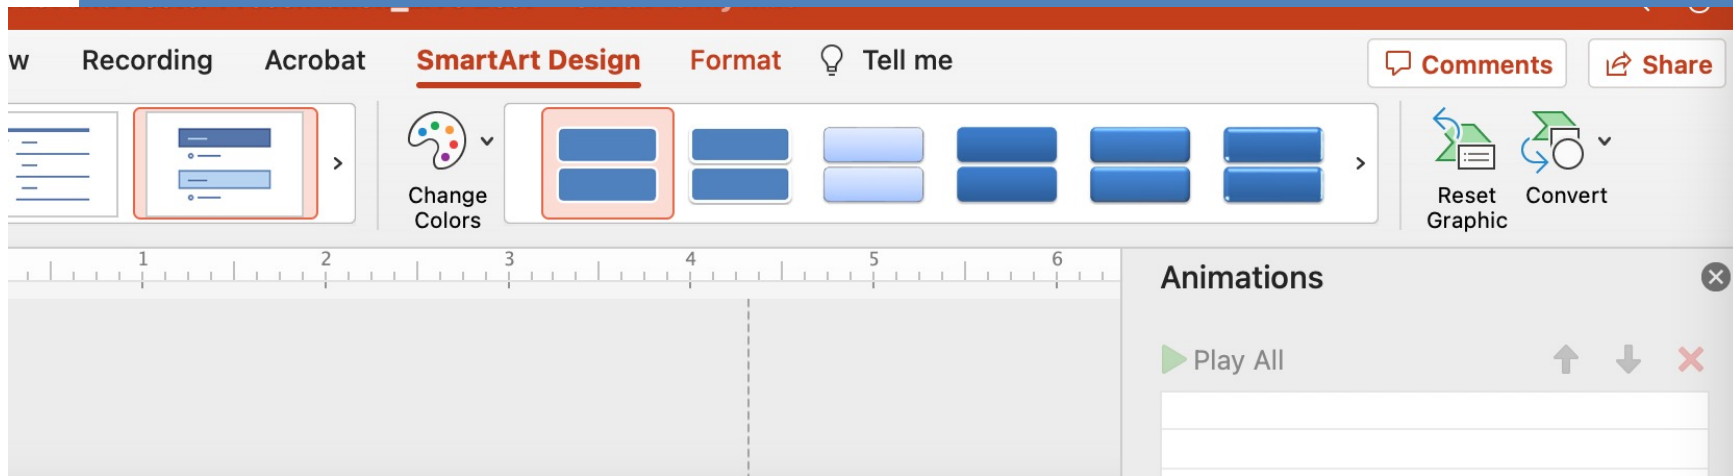 w Recording Acrobat SmartArt Design Format Tell me Comments Share
Change
Colors
Reset
Graphic
Convert
1 2 3 4 5 6
Animations
Play All